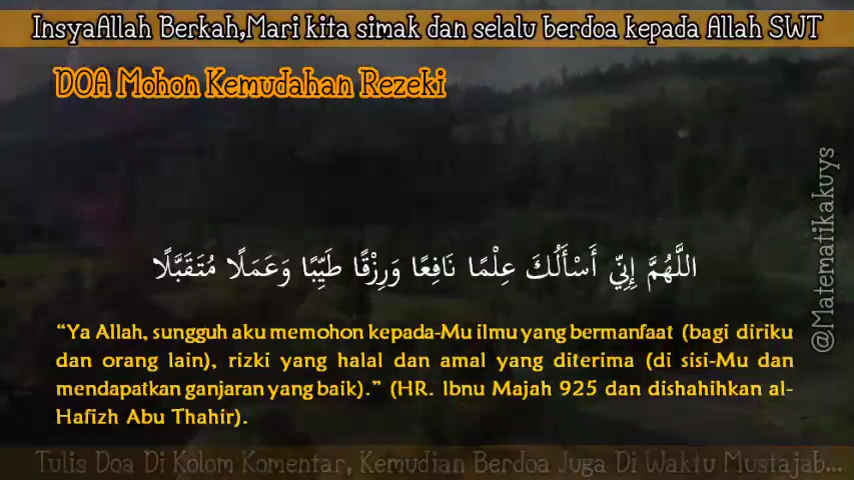 InsyaAllah Berkah,Mari kita simak dan selalu berdoa kepada Allah SWT
DOA Mohon Kemudahan Rezeki
اللَّهُمَّ إِنِّي أَسْأَلُكَ عِلْمًا نَافِعًا وَرِزْقًا طَيِّبًا وَعَمَلًا مُتَقَبَّلًا
“Ya Allah, sungguh aku memohon kepada-Mu ilmu yang bermanfaat (bagi diriku
dan orang lain), rizki yang halal dan amal yang diterima (di sisi-Mu dan
mendapatkan ganjaran yang baik).” (HR. Ibnu Majah 925 dan dishahihkan al-
Hafizh Abu Thahir).
@Matematikakuys
Tulis Doa Di Kolom Komentar, Kemudian Berdoa Juga Di Waktu Mustajab...